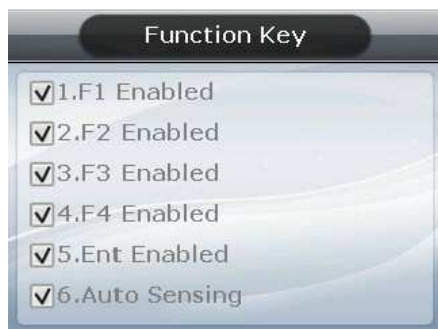 Function Key
1.F1 Enabled
2.F2 Enabled
3.F3 Enabled
4.F4 Enabled
5.Ent Enabled
6.Auto Sensing